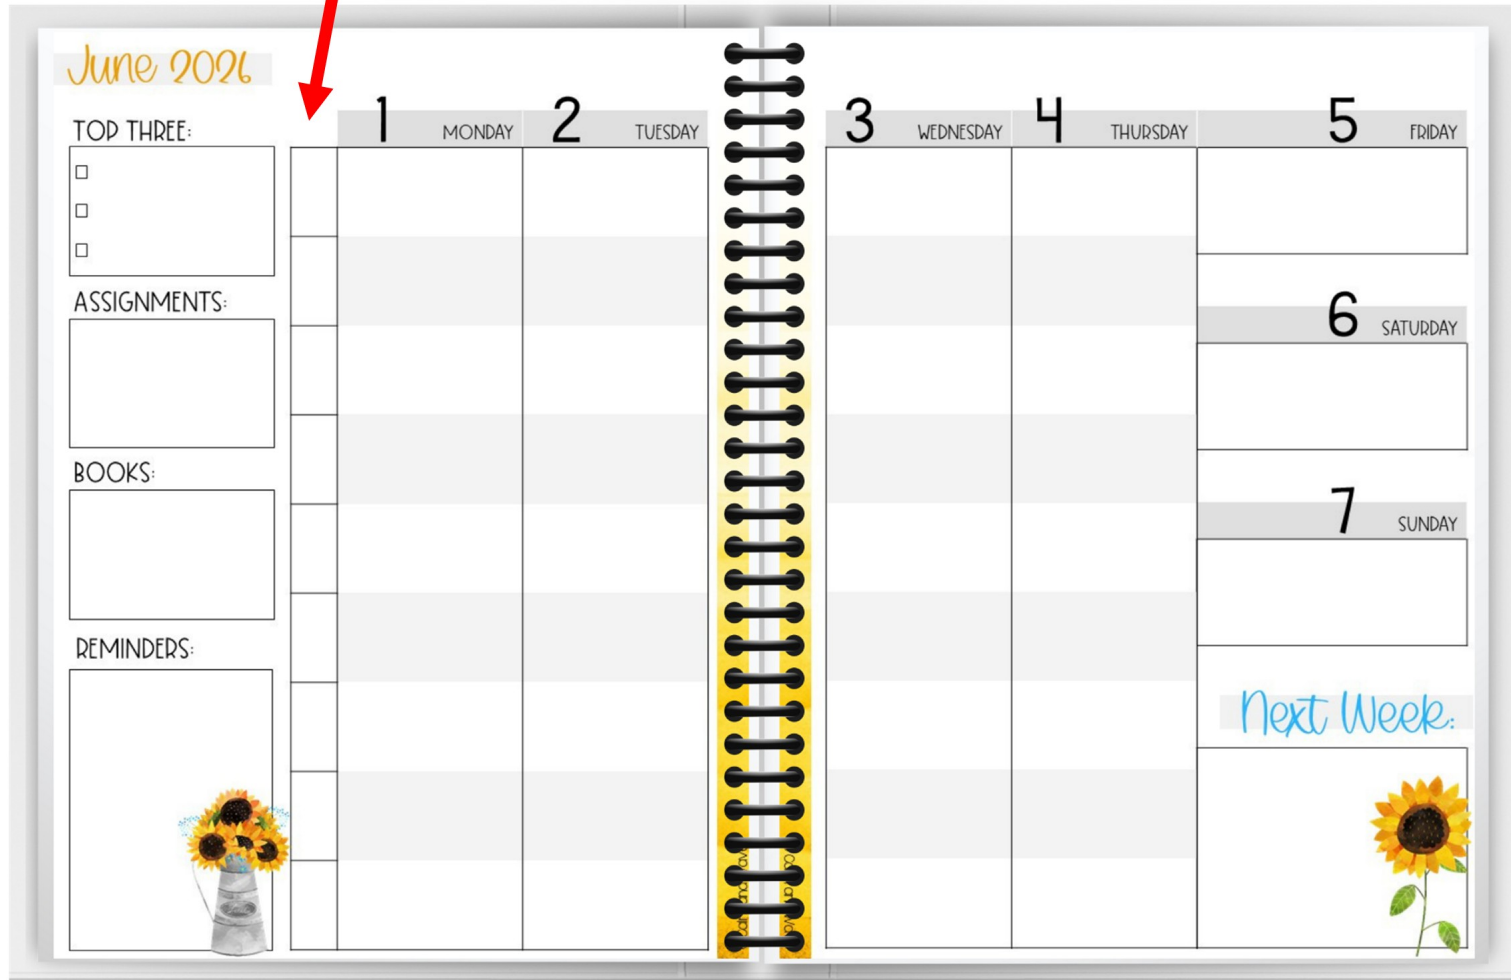 June 2026
TOP THREE:
ASSIGNMENTS:
BOOKS:
REMINDERS:
1 MONDAY
2 TUESDAY
3 WEDNESDAY
4 THURSDAY
5 FRIDAY
6 SATURDAY
7 SUNDAY
Next Week: